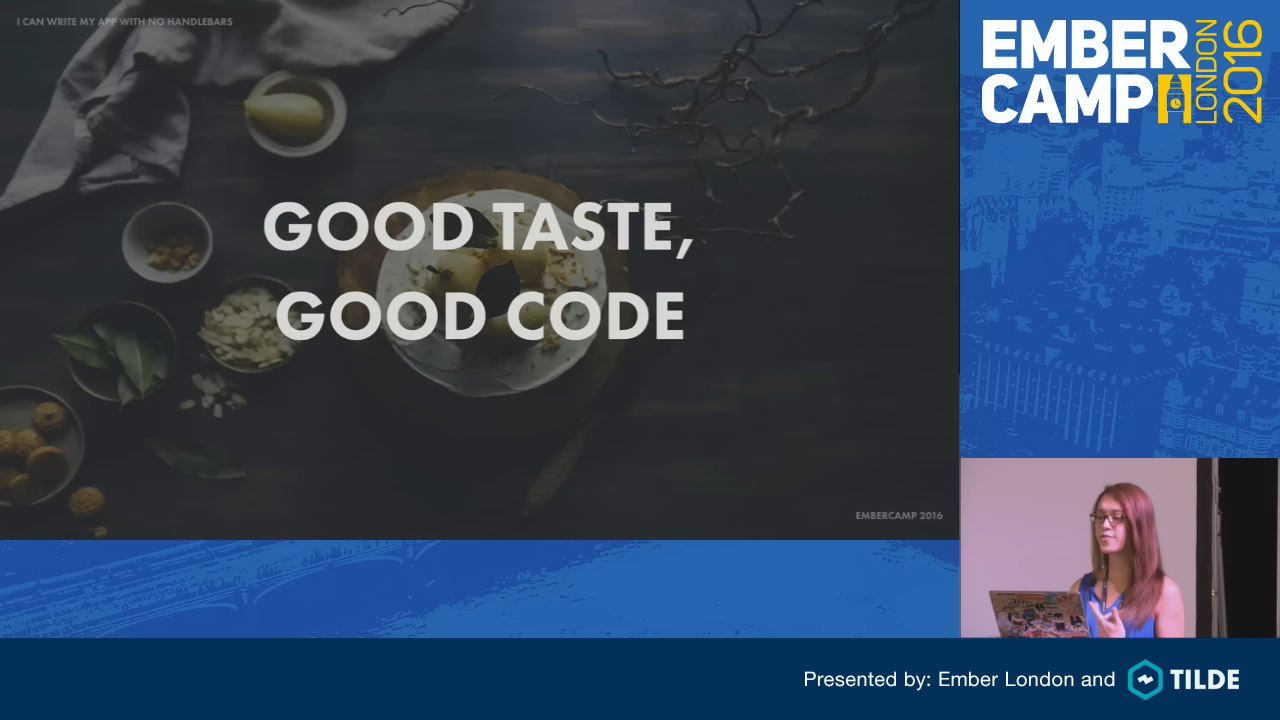 I CAN WRITE MY APP WITH NO HANDLEBARS
GOOD TASTE,
GOOD CODE
EMBERCAMP 2016
EMBER
CAMP
LONDON
2016
Presented by: Ember London and TILDE